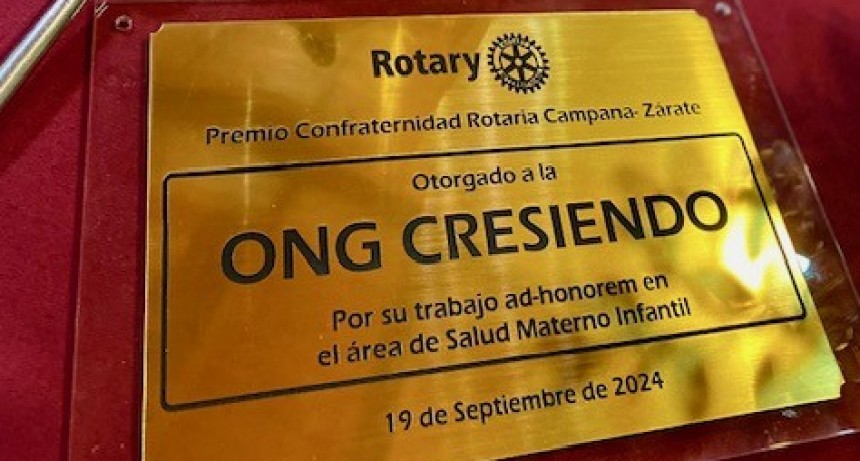 Rotary
Premio Confraternidad Rotaria Campana- Zárate
Otorgado a la
ONG CRESIENDO
Por su trabajo ad-honorem en
el área de Salud Materno Infantil
19 de Septiembre de 2024